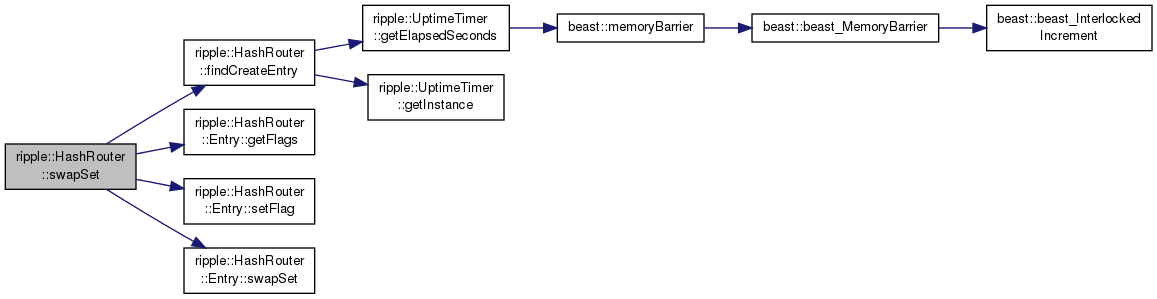 ripple::HashRouter
::swapSet
ripple::HashRouter
::findCreateEntry
ripple::UptimeTimer
::getElapsedSeconds
beast::memoryBarrier
beast::beast_MemoryBarrier
beast::beast_Interlocked
Increment
ripple::UptimeTimer
::getInstance
ripple::HashRouter
::Entry::getFlags
ripple::HashRouter
::Entry::setFlag
ripple::HashRouter
::Entry::swapSet